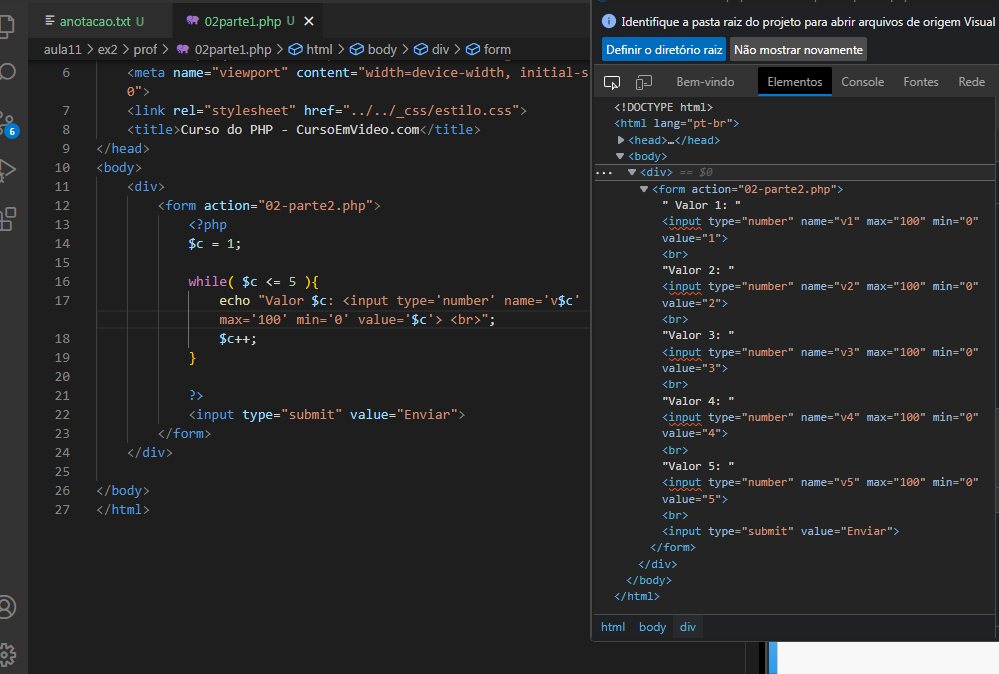 anotacao.txt U
02parte1.php U
aula11 > ex2 > prof > 02parte1.php > html > body > div > form
6 <meta name="viewport" content="width=device-width, initial-s
0">
7 <link rel="stylesheet" href="../../_css/estilo.css">
8 <title>Curso do PHP - CursoEmVideo.com</title>
9 </head>
10 <body>
11 <div>
12 <form action="02-parte2.php">
13 <?php
14 $c = 1;
15
16 while( $c <= 5 ){
17 echo "Valor $c: <input type='number' name='v$c'
max='100' min='0' value='$c'> <br>";
18 $c++;
19 }
20
21 ?>
22 <input type="submit" value="Enviar">
23 </form>
24 </div>
25
26 </body>
27 </html>
6
Identifique a pasta raiz do projeto para abrir arquivos de origem Visual
Definir o diretório raiz Não mostrar novamente
Bem-vindo Elementos Console Fontes Rede
<!DOCTYPE html>
<html lang="pt-br">
<head>…</head>
<body>
<div> == $0
<form action="02-parte2.php">
" Valor 1: "
<input type="number" name="v1" max="100" min="0"
value="1">
<br>
"Valor 2: "
<input type="number" name="v2" max="100" min="0"
value="2">
<br>
"Valor 3: "
<input type="number" name="v3" max="100" min="0"
value="3">
<br>
"Valor 4: "
<input type="number" name="v4" max="100" min="0"
value="4">
<br>
"Valor 5: "
<input type="number" name="v5" max="100" min="0"
value="5">
<br>
<input type="submit" value="Enviar">
</form>
</div>
</body>
</html>
html body div